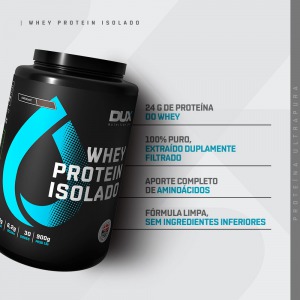 | WHEY PROTEIN ISOLADO
DUX
WHEY
PROTEIN
ISOLADO
30
900g
24 G DE PROTEÍNA
DO WHEY
100% PURO,
EXTRAÍDO DUPLAMENTE
FILTRADO
APORTE COMPLETO
DE AMINOÁCIDOS
FÓRMULA LIMPA,
SEM INGREDIENTES INFERIORES